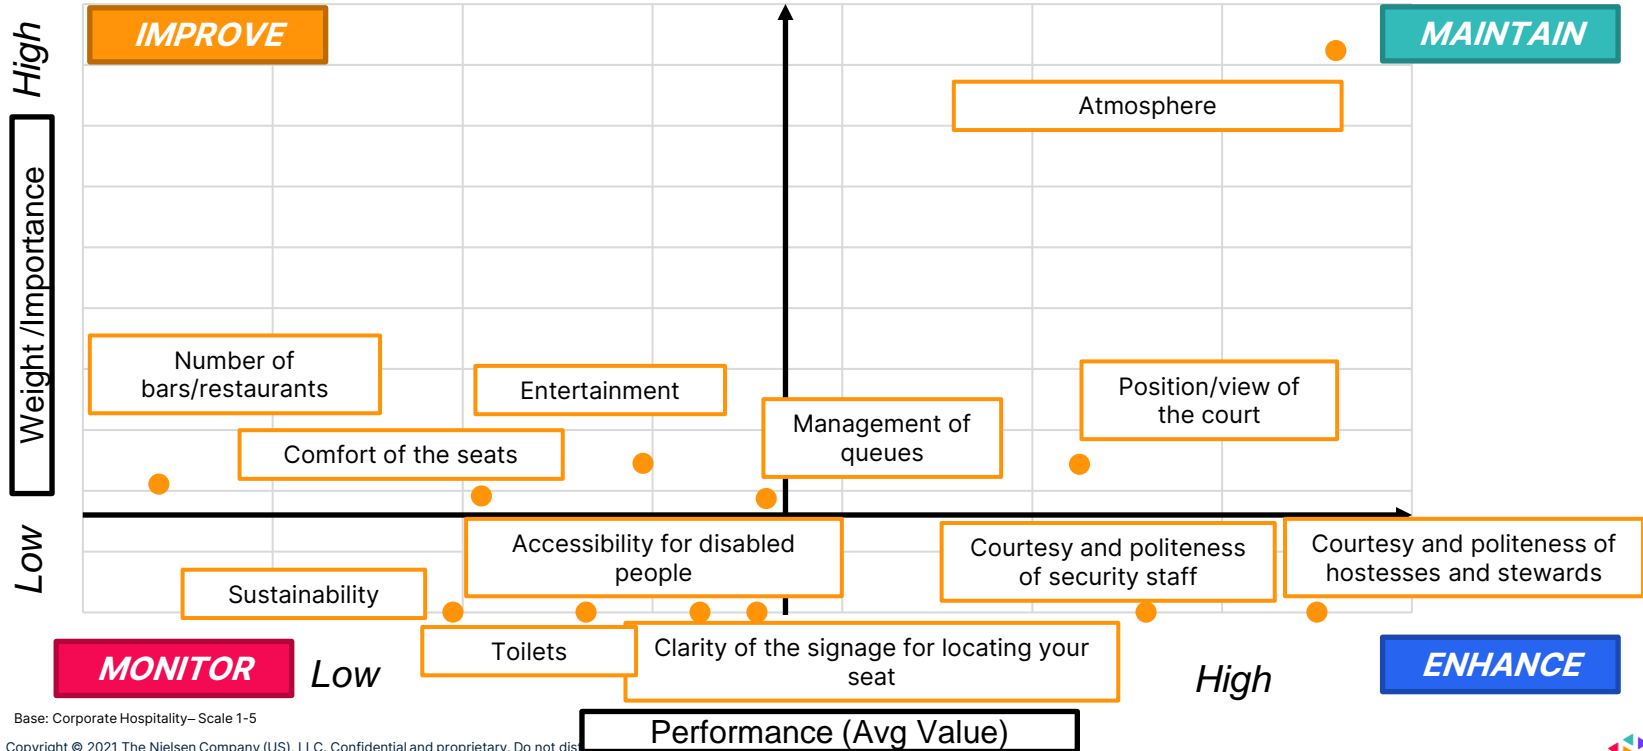 IMPROVE
MAINTAIN
High
Atmosphere
Weight /Importance
Number of
bars/restaurants
Entertainment
Position/view of
the court
Management of
queues
Comfort of the seats
Low
Accessibility for disabled
people
Courtesy and politeness
of security staff
Courtesy and politeness of
hostesses and stewards
Sustainability
Toilets
Clarity of the signage for locating your
seat
MONITOR
Low
High
ENHANCE
Base: Corporate Hospitality– Scale 1-5
Performance (Avg Value)
Copyright © 2021 The Nielsen Company (US), LLC. Confidential and proprietary. Do not